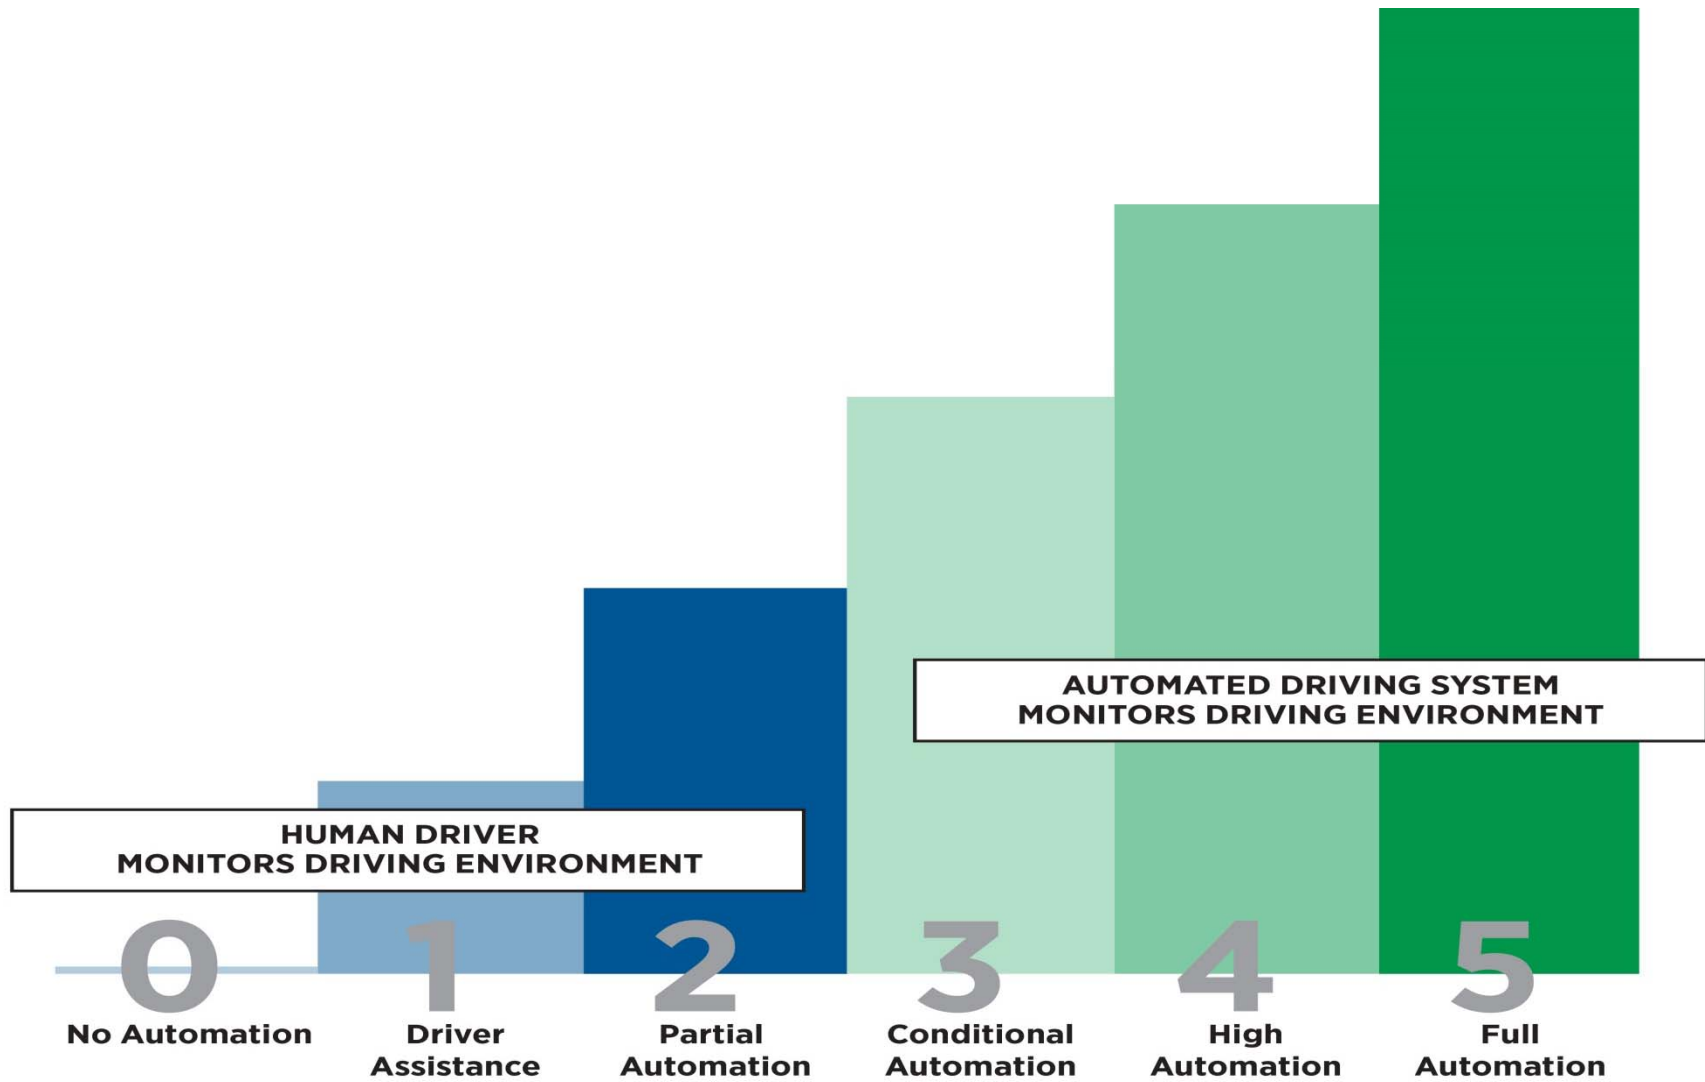 AUTOMATED DRIVING SYSTEM
MONITORS DRIVING ENVIRONMENT
HUMAN DRIVER
MONITORS DRIVING ENVIRONMENT
0
No Automation
1
Driver
Assistance
2
Partial
Automation
3
Conditional
Automation
4
High
Automation
5
Full
Automation